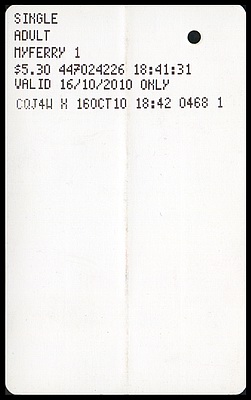 SINGLE
ADULT
MYFERRY 1
$5.30 447024226 18:41:31
VALID 16/10/2010 ONLY
CQJ4W X 16OCT10 18:42 0468 1